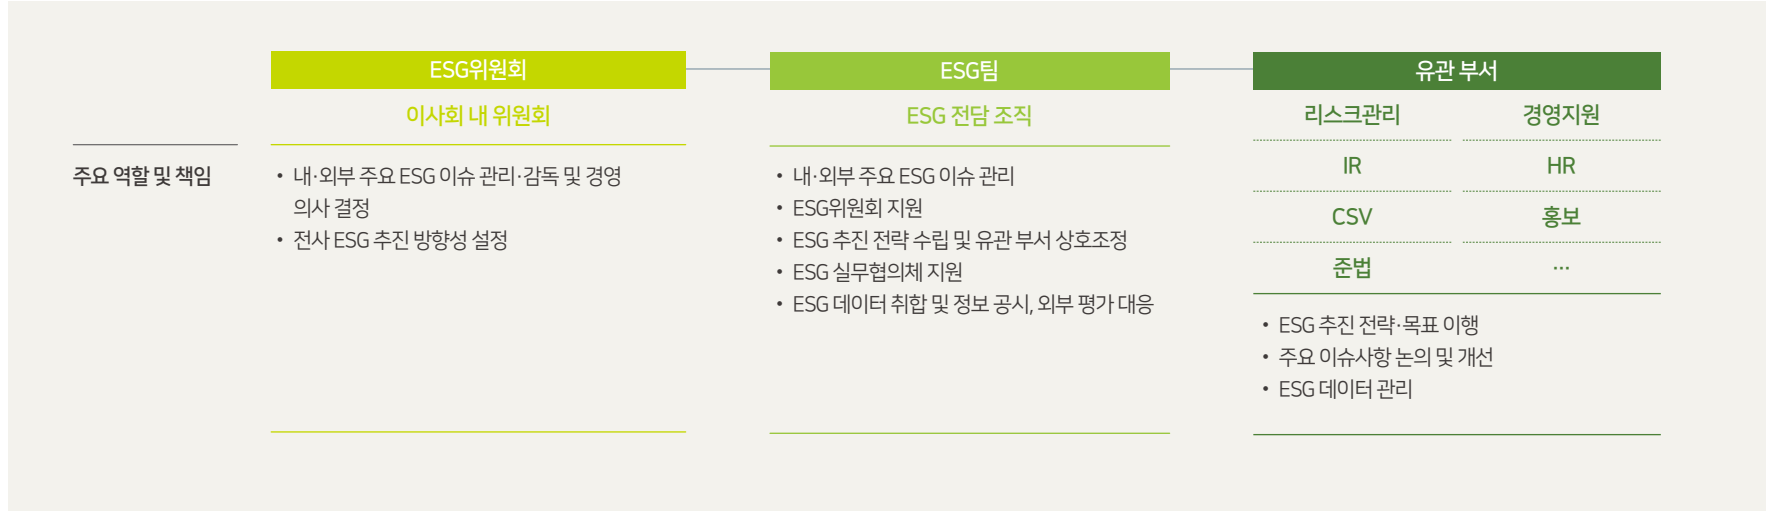 ESG위원회
이사회 내 위원회
주요 역할 및 책임
• 내·외부 주요 ESG 이슈 관리·감독 및 경영
의사 결정
• 전사 ESG 추진 방향성 설정
ESG팀
ESG 전담 조직
• 내·외부 주요 ESG 이슈 관리
• ESG위원회 지원
• ESG 추진 전략 수립 및 유관 부서 상호조정
• ESG 실무협의체 지원
• ESG 데이터 취합 및 정보 공시, 외부 평가 대응
유관 부서
리스크관리 경영지원
IR HR
CSV 홍보
준법 ···
• ESG 추진 전략·목표 이행
• 주요 이슈사항 논의 및 개선
• ESG 데이터 관리